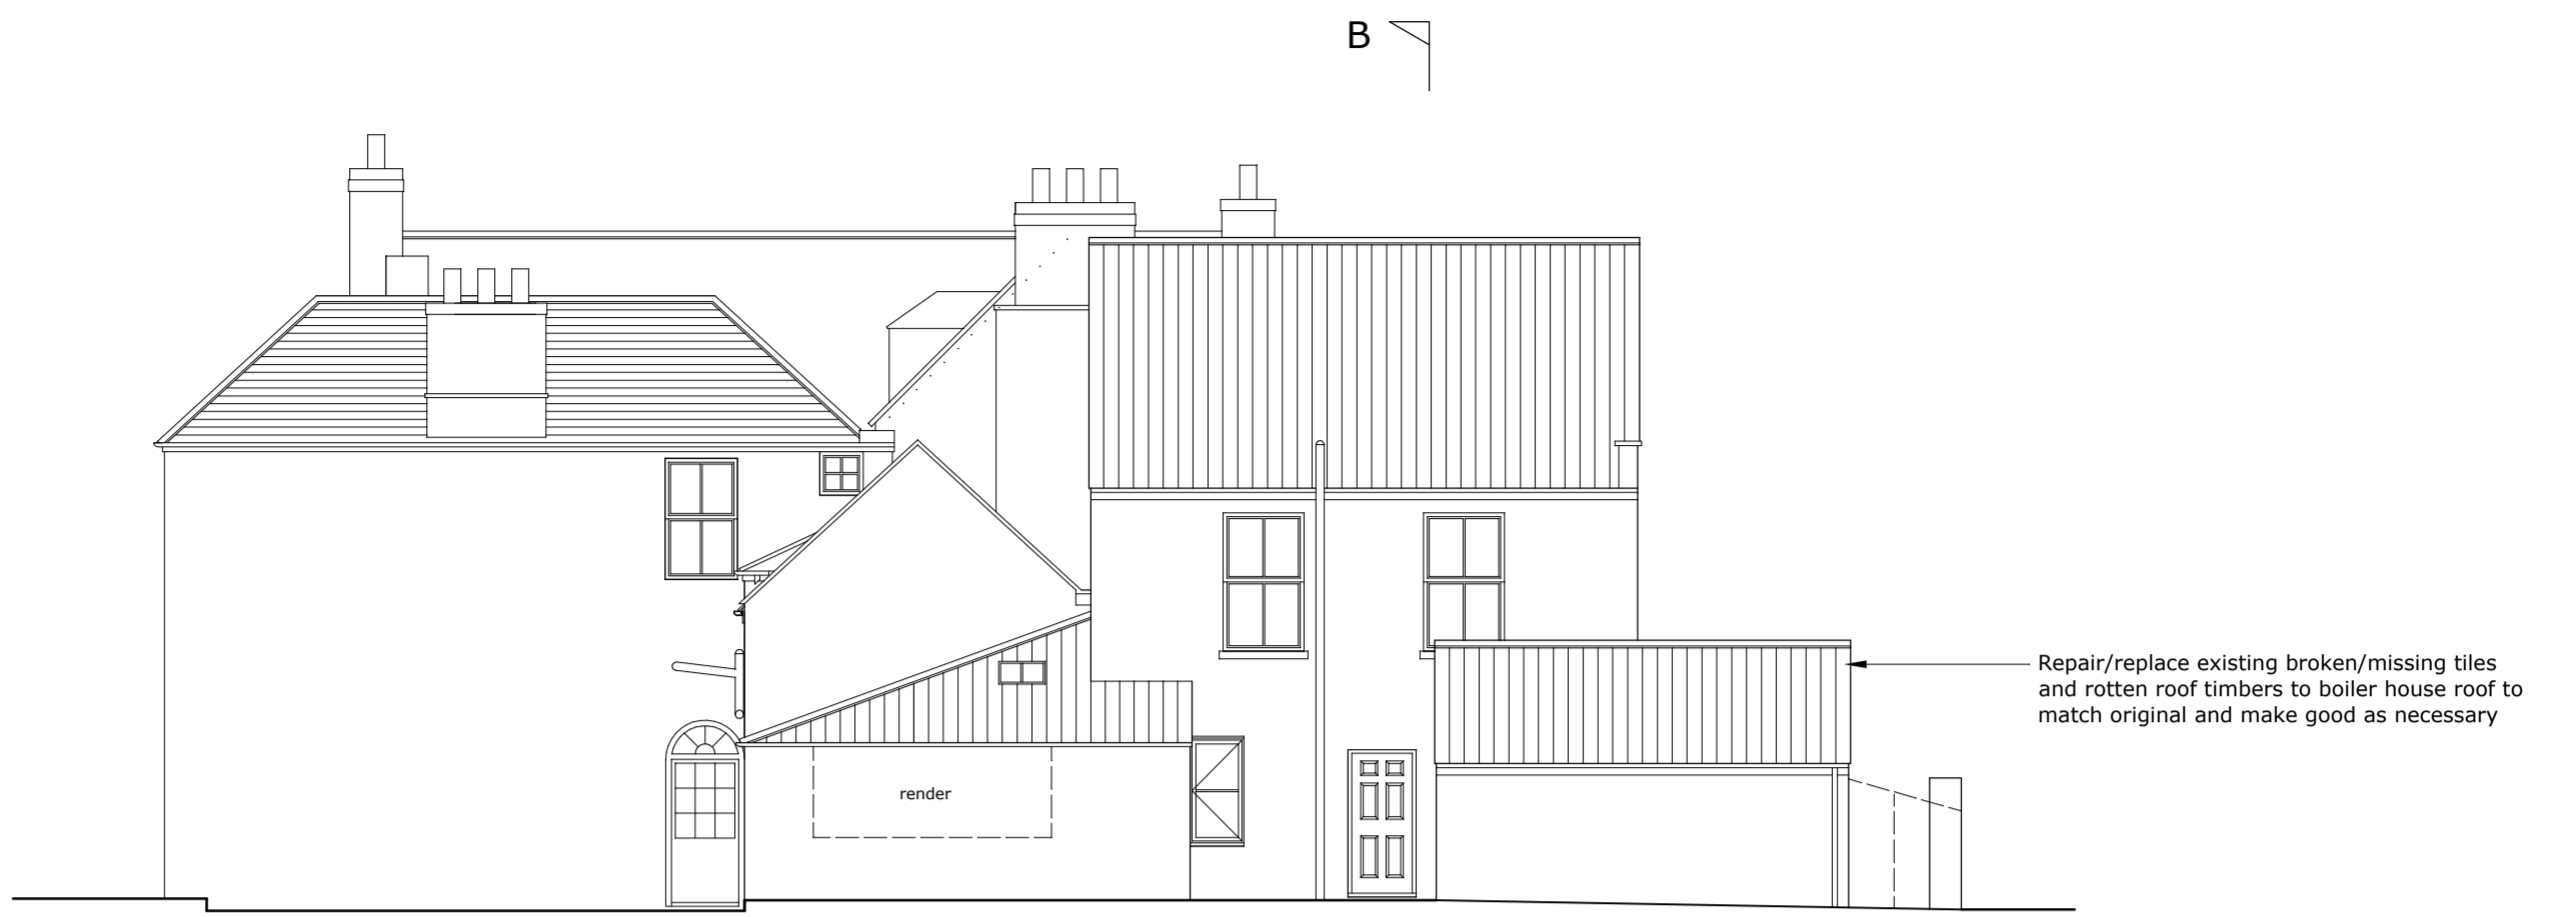 B
Repair/replace existing broken/missing tiles
and rotten roof timbers to boiler house roof to
match original and make good as necessary
render